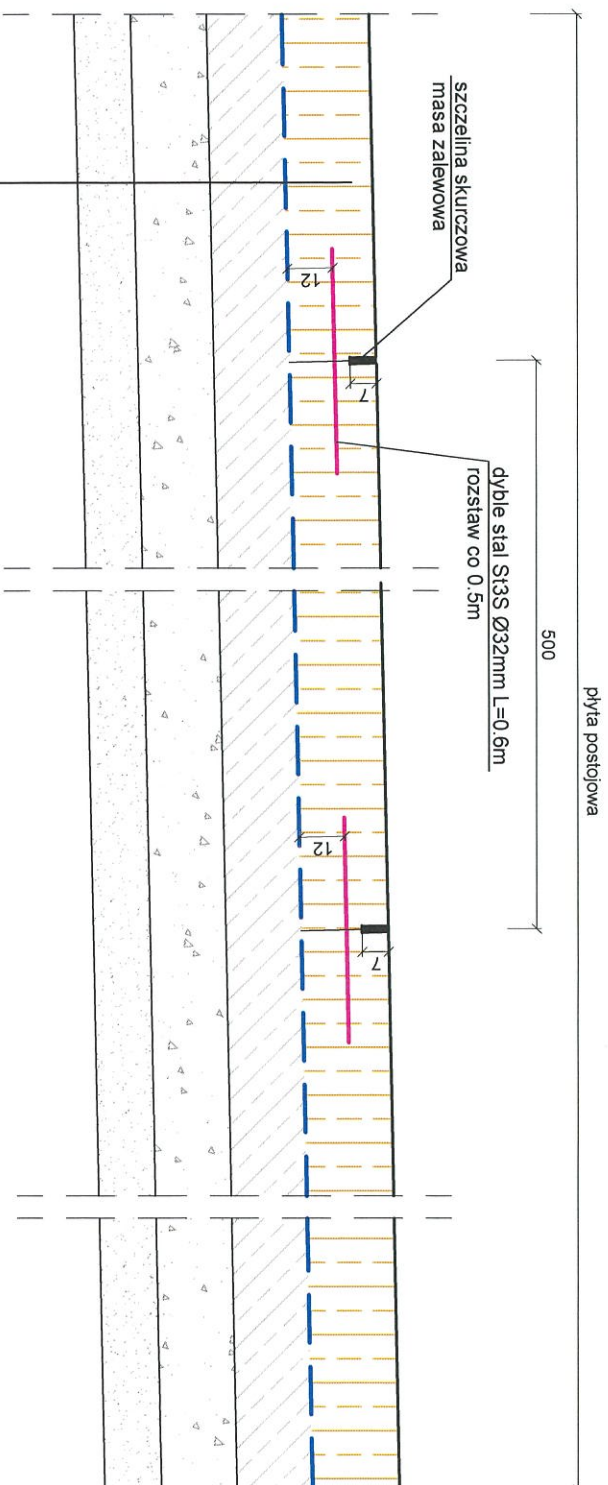 płyta postojowa
500
dyble stal St3S Ø32mm L=0.6m
rozstaw co 0.5m
szczelina skurczowa
masa zalewowa
7
12
7
12